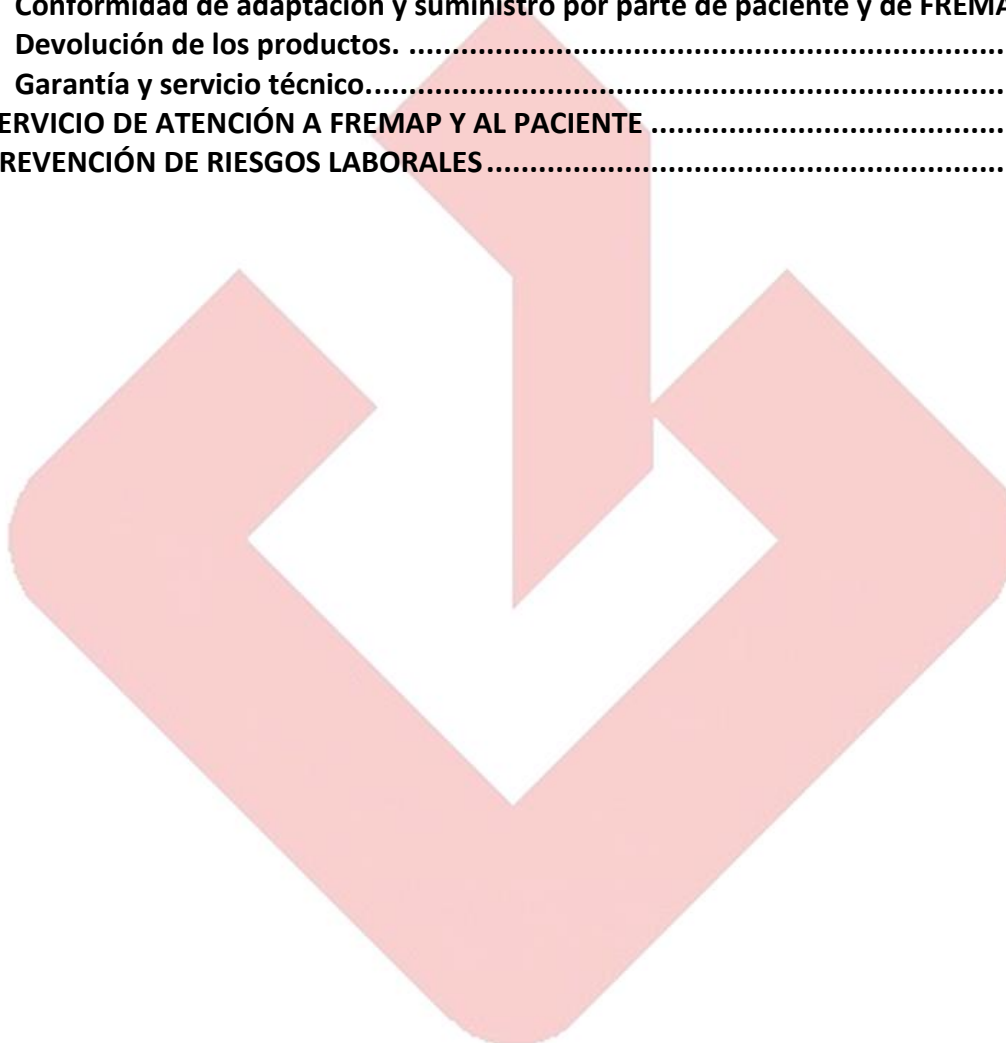 Conformidad de adaptación y suministro por parte de paciente y de FREMA
Devolución de los productos. ........................................................................
Garantía y servicio técnico...........................................................................
ERVICIO DE ATENCIÓN A FREMAP Y AL PACIENTE ...........................................
REVENCIÓN DE RIESGOS LABORALES ..............................................................